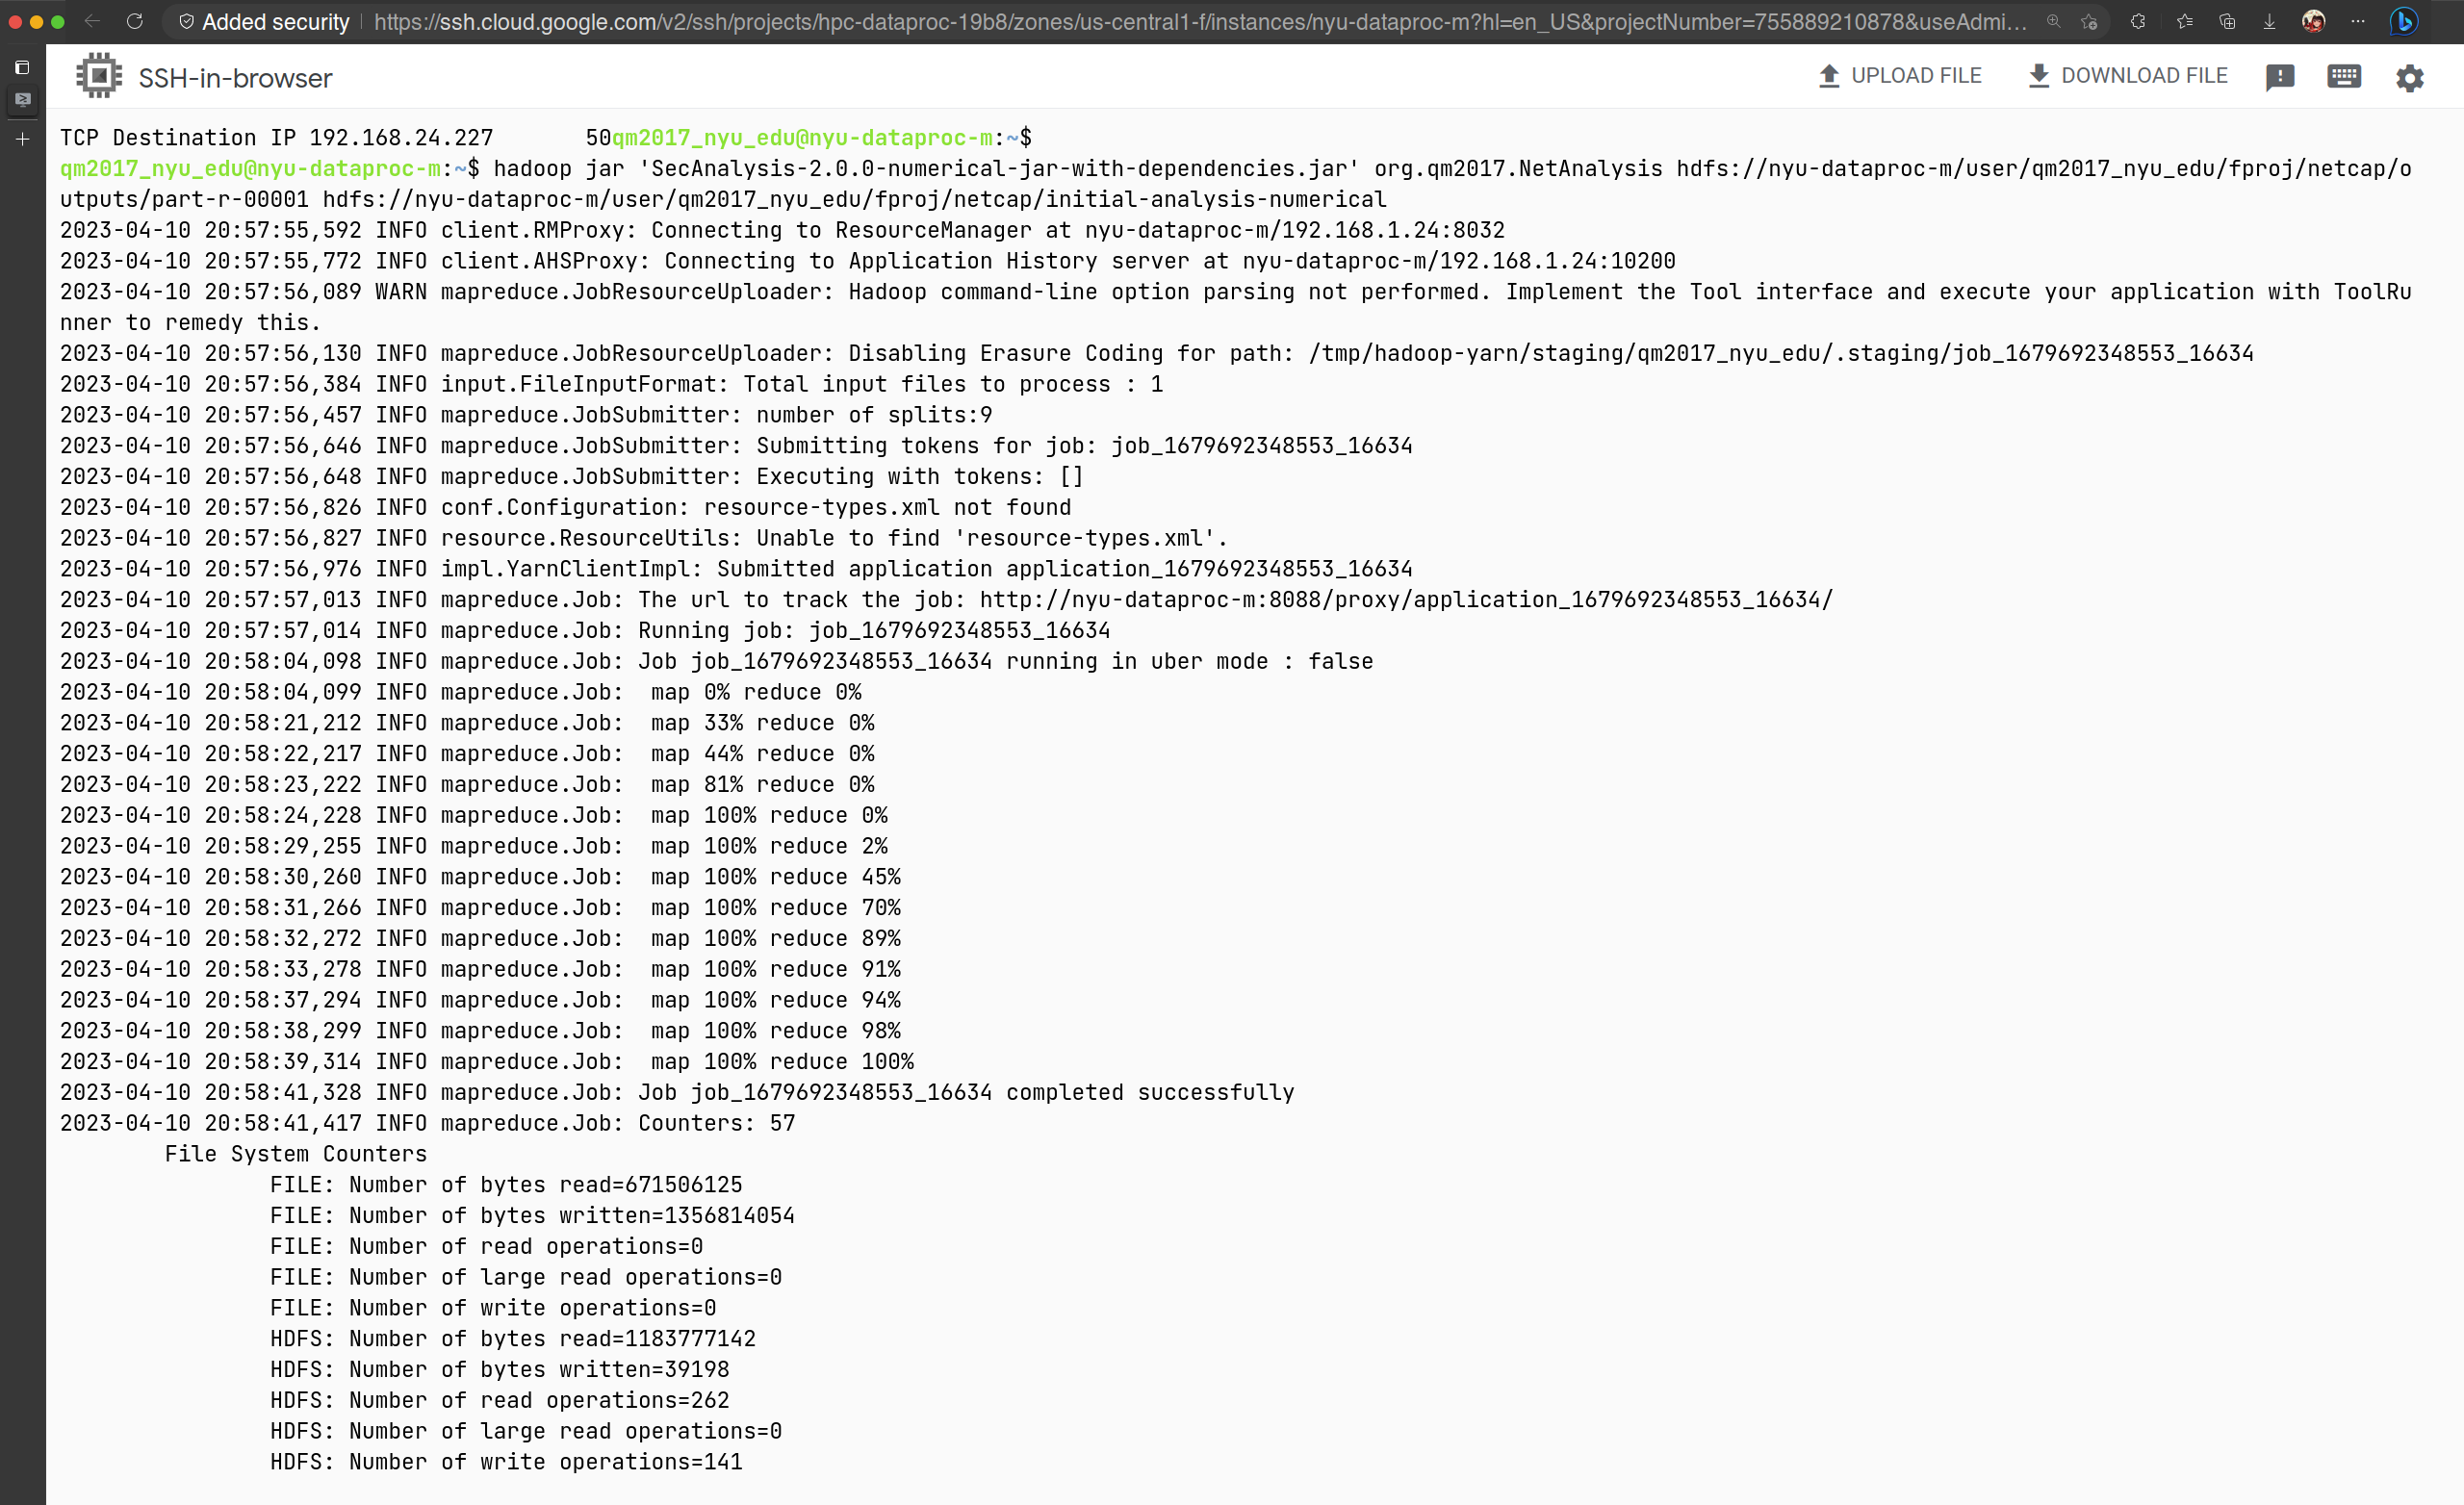 Added security | https://ssh.cloud.google.com/v2/ssh/projects/hpc-dataproc-19b8/zones/us-central1-f/instances/nyu-dataproc-m?hl=en_US&projectNumber=755889210878&useAdmi...
SSH-in-browser UPLOAD FILE DOWNLOAD FILE
TCP Destination IP 192.168.24.227       50qm2017_nyu_edu@nyu-dataproc-m:~$
qm2017_nyu_edu@nyu-dataproc-m:~$ hadoop jar 'SecAnalysis-2.0.0-numerical-jar-with-dependencies.jar' org.qm2017.NetAnalysis hdfs://nyu-dataproc-m/user/qm2017_nyu_edu/fproj/netcap/o
utputs/part-r-00001 hdfs://nyu-dataproc-m/user/qm2017_nyu_edu/fproj/netcap/initial-analysis-numerical
2023-04-10 20:57:55,592 INFO client.RMProxy: Connecting to ResourceManager at nyu-dataproc-m/192.168.1.24:8032
2023-04-10 20:57:55,772 INFO client.AHSProxy: Connecting to Application History server at nyu-dataproc-m/192.168.1.24:10200
2023-04-10 20:57:56,089 WARN mapreduce.JobResourceUploader: Hadoop command-line option parsing not performed. Implement the Tool interface and execute your application with ToolRu
nner to remedy this.
2023-04-10 20:57:56,130 INFO mapreduce.JobResourceUploader: Disabling Erasure Coding for path: /tmp/hadoop-yarn/staging/qm2017_nyu_edu/.staging/job_1679692348553_16634
2023-04-10 20:57:56,384 INFO input.FileInputFormat: Total input files to process : 1
2023-04-10 20:57:56,457 INFO mapreduce.JobSubmitter: number of splits:9
2023-04-10 20:57:56,646 INFO mapreduce.JobSubmitter: Submitting tokens for job: job_1679692348553_16634
2023-04-10 20:57:56,648 INFO mapreduce.JobSubmitter: Executing with tokens: []
2023-04-10 20:57:56,826 INFO conf.Configuration: resource-types.xml not found
2023-04-10 20:57:56,827 INFO resource.ResourceUtils: Unable to find 'resource-types.xml'.
2023-04-10 20:57:56,976 INFO impl.YarnClientImpl: Submitted application application_1679692348553_16634
2023-04-10 20:57:57,013 INFO mapreduce.Job: The url to track the job: http://nyu-dataproc-m:8088/proxy/application_1679692348553_16634/
2023-04-10 20:57:57,014 INFO mapreduce.Job: Running job: job_1679692348553_16634
2023-04-10 20:58:04,098 INFO mapreduce.Job: Job job_1679692348553_16634 running in uber mode : false
2023-04-10 20:58:04,099 INFO mapreduce.Job:  map 0% reduce 0%
2023-04-10 20:58:21,212 INFO mapreduce.Job:  map 33% reduce 0%
2023-04-10 20:58:22,217 INFO mapreduce.Job:  map 44% reduce 0%
2023-04-10 20:58:23,222 INFO mapreduce.Job:  map 81% reduce 0%
2023-04-10 20:58:24,228 INFO mapreduce.Job:  map 100% reduce 0%
2023-04-10 20:58:29,255 INFO mapreduce.Job:  map 100% reduce 2%
2023-04-10 20:58:30,260 INFO mapreduce.Job:  map 100% reduce 45%
2023-04-10 20:58:31,266 INFO mapreduce.Job:  map 100% reduce 70%
2023-04-10 20:58:32,272 INFO mapreduce.Job:  map 100% reduce 89%
2023-04-10 20:58:33,278 INFO mapreduce.Job:  map 100% reduce 91%
2023-04-10 20:58:37,294 INFO mapreduce.Job:  map 100% reduce 94%
2023-04-10 20:58:38,299 INFO mapreduce.Job:  map 100% reduce 98%
2023-04-10 20:58:39,314 INFO mapreduce.Job:  map 100% reduce 100%
2023-04-10 20:58:41,328 INFO mapreduce.Job: Job job_1679692348553_16634 completed successfully
2023-04-10 20:58:41,417 INFO mapreduce.Job: Counters: 57
        File System Counters
                FILE: Number of bytes read=671506125
                FILE: Number of bytes written=1356814054
                FILE: Number of read operations=0
                FILE: Number of large read operations=0
                FILE: Number of write operations=0
                HDFS: Number of bytes read=1183777142
                HDFS: Number of bytes written=39198
                HDFS: Number of read operations=262
                HDFS: Number of large read operations=0
                HDFS: Number of write operations=141